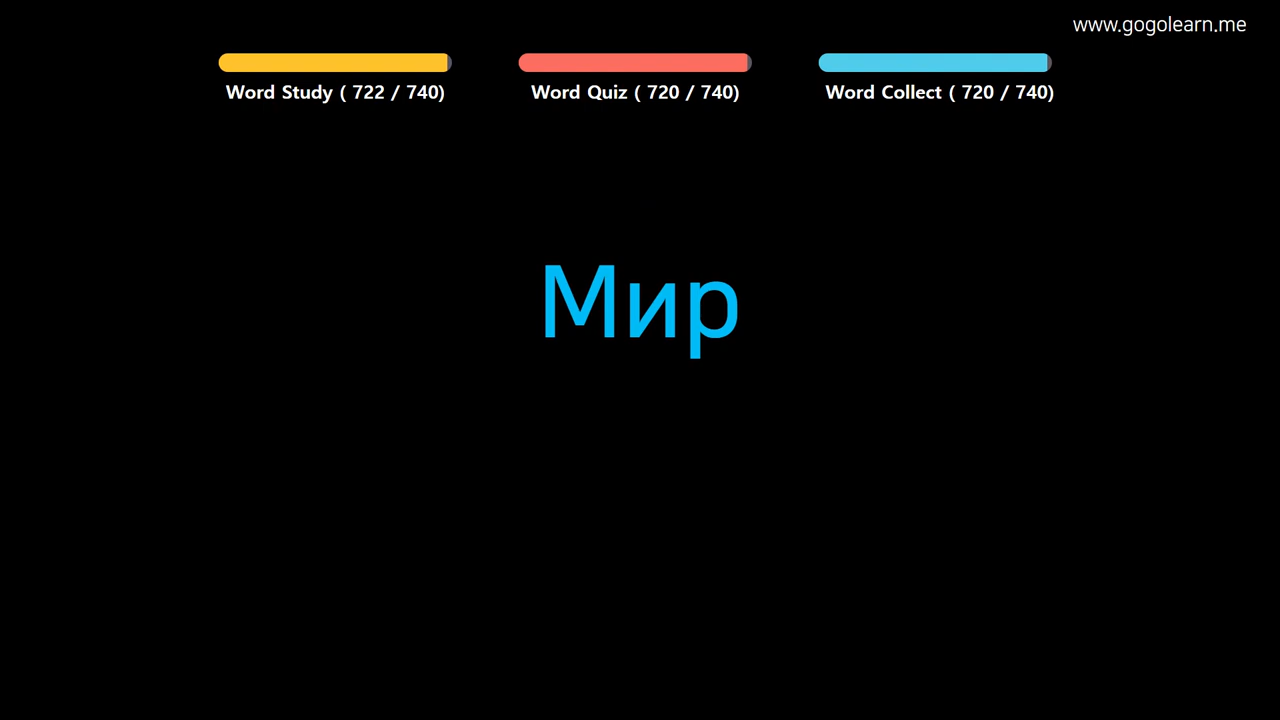 www.gogolearn.me
Word Study ( 722 / 740)
Word Quiz ( 720 / 740)
Word Collect ( 720 / 740)
Мир